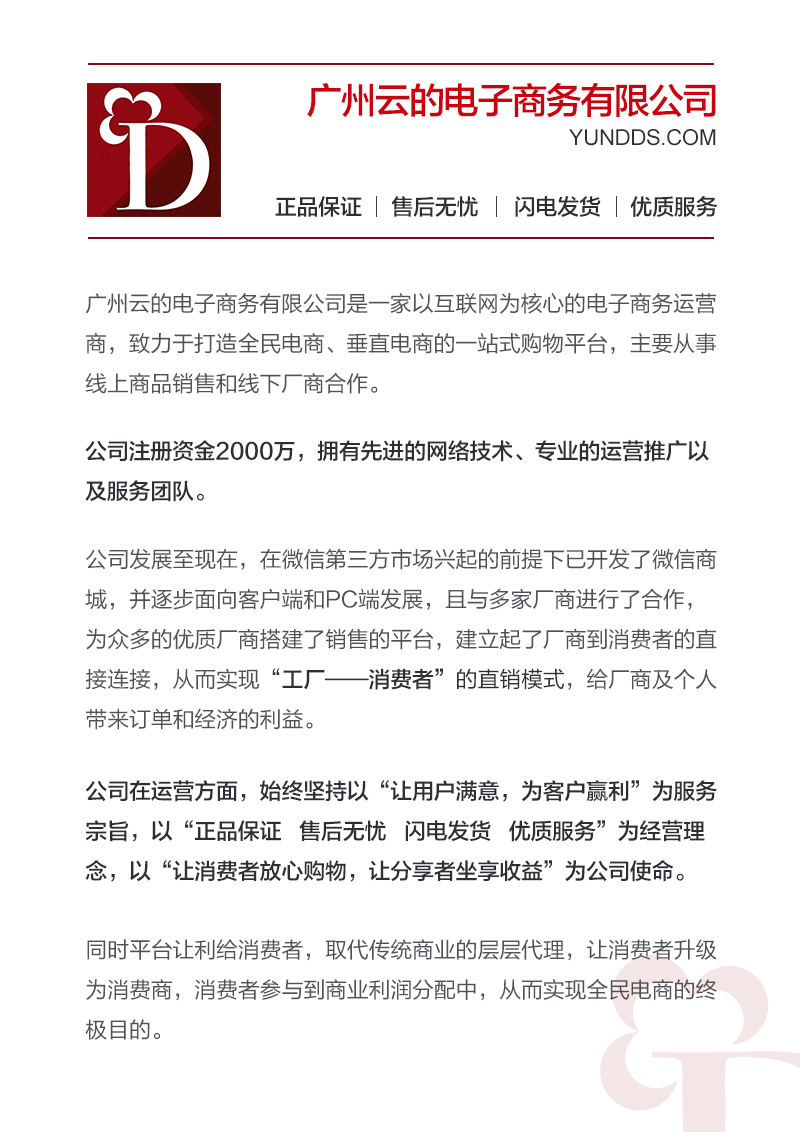 广州云的电子商务有限公司
YUNDDS.COM
正品保证 | 售后无忧 | 闪电发货 | 优质服务
D
广州云的电子商务有限公司是一家以互联网为核心的电子商务运营
商，致力于打造全民电商、垂直电商的一站式购物平台，主要从事
线上商品销售和线下厂商合作。
公司注册资金2000万，拥有先进的网络技术、专业的运营推广以
及服务团队。
公司发展至现在，在微信第三方市场兴起的前提下已开发了微信商
城，并逐步面向客户端和PC端发展，且与多家厂商进行了合作，
为众多的优质厂商搭建了销售的平台，建立起了厂商到消费者的直
接连接，从而实现“工厂——消费者”的直销模式，给厂商及个人
带来订单和经济的利益。
公司在运营方面，始终坚持以“让用户满意，为客户赢利”为服务
宗旨，以“正品保证 售后无忧 闪电发货 优质服务”为经营理
念，以“让消费者放心购物，让分享者坐享收益”为公司使命。
同时平台让利给消费者，取代传统商业的层层代理，让消费者升级
为消费商，消费者参与到商业利润分配中，从而实现全民电商的终
极目的。